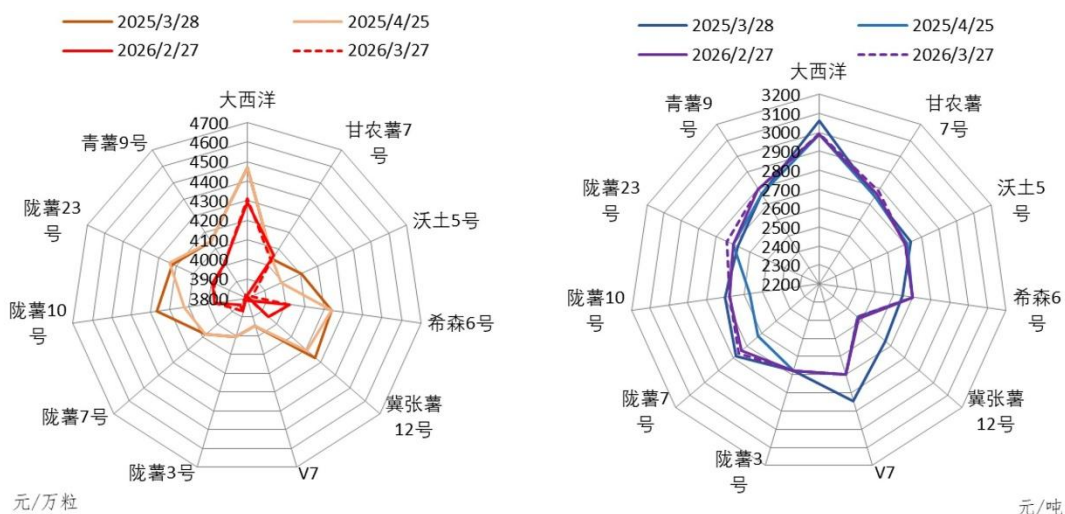 2025/3/28
2025/4/25
2026/2/27
2026/3/27
大西洋
甘农薯7
号
沃土5号
希森6号
冀张薯
12号
V7
陇薯3号
陇薯7号
陇薯10
号
陇薯23
号
青薯9号
4700
4600
4500
4400
4300
4200
4100
4000
3900
3800
元/万粒
2025/3/28
2025/4/25
2026/2/27
2026/3/27
大西洋
甘农薯
7号
沃土5
号
希森6
号
冀张薯
12号
V7
陇薯3
号
陇薯7
号
陇薯10
号
陇薯23
号
青薯9
号
3200
3100
3000
2900
2800
2700
2600
2500
2400
2300
2200
元/吨